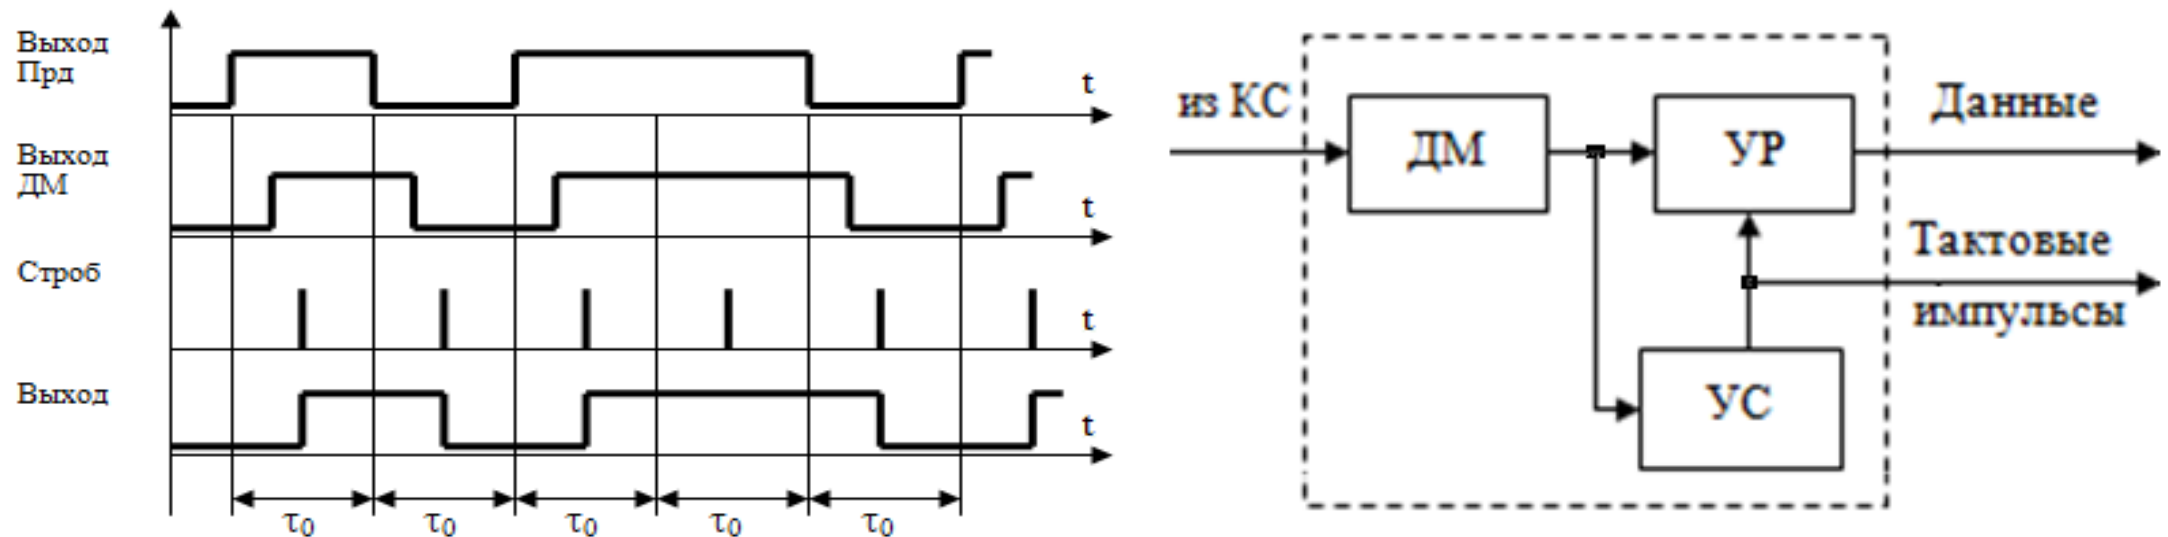 Выход
Прд
t
Выход
ДМ
t
Строб
t
Выход
t
τ0 τ0 τ0 τ0 τ0
из КС
ДМ
УР
Данные
Тактовые
импульсы
УС